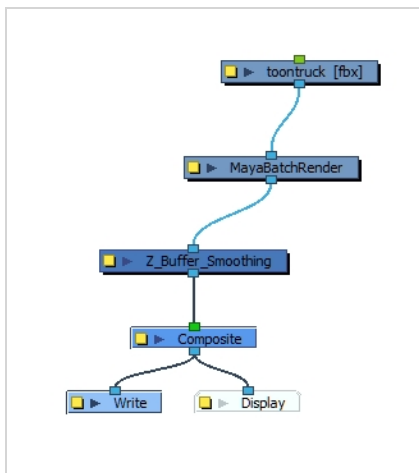 toontruck [fbx]
MayaBatchRender
Z_Buffer_Smoothing
Composite
Write
Display